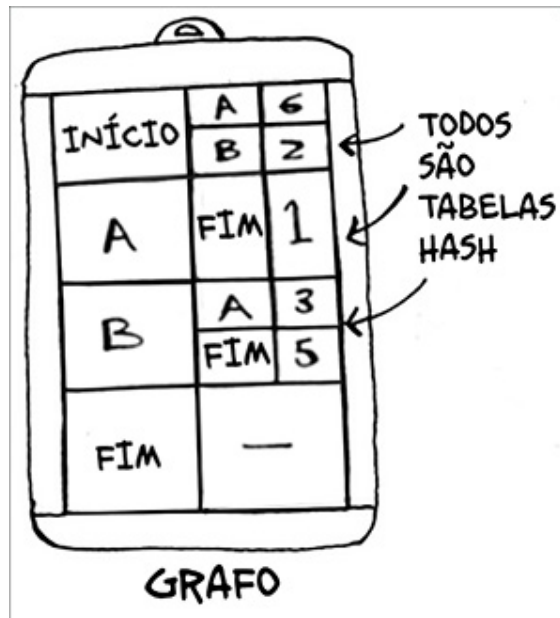 INÍCIO
A 6
B 2
A
FIM 1
B
A 3
FIM 5
FIM
—
TODOS
SÃO
TABELAS
HASH
GRAFO